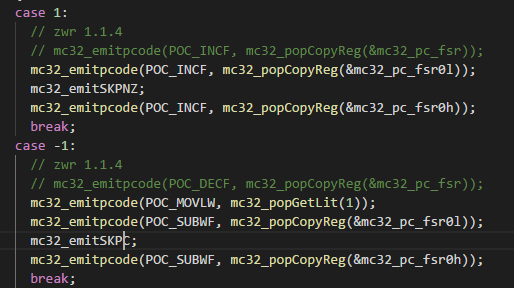 case 1:
// zwr 1.1.4
// mc32_emitpcode(POC_INCF, mc32_popCopyReg(&mc32_pc_fsr));
mc32_emitpcode(POC_INCF, mc32_popCopyReg(&mc32_pc_fsr0l));
mc32_emitSKPNZ;
mc32_emitpcode(POC_INCF, mc32_popCopyReg(&mc32_pc_fsr0h));
break;
case -1:
// zwr 1.1.4
// mc32_emitpcode(POC_DECF, mc32_popCopyReg(&mc32_pc_fsr));
mc32_emitpcode(POC_MOVLW, mc32_popGetLit(1));
mc32_emitpcode(POC_SUBWF, mc32_popCopyReg(&mc32_pc_fsr0l));
mc32_emitSKPC;
mc32_emitpcode(POC_SUBWF, mc32_popCopyReg(&mc32_pc_fsr0h));
break;